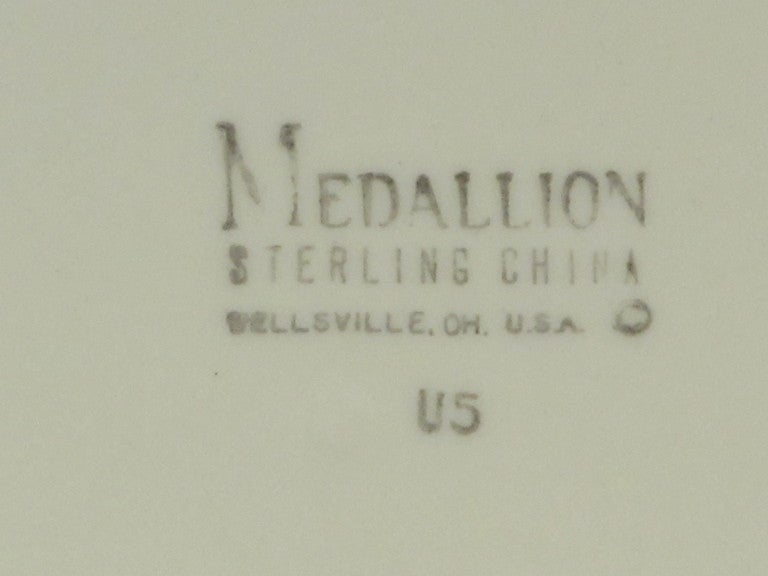 MEDALLION
STERLING CHINA
WELLSVILLE, OH. U.S.A.
U5